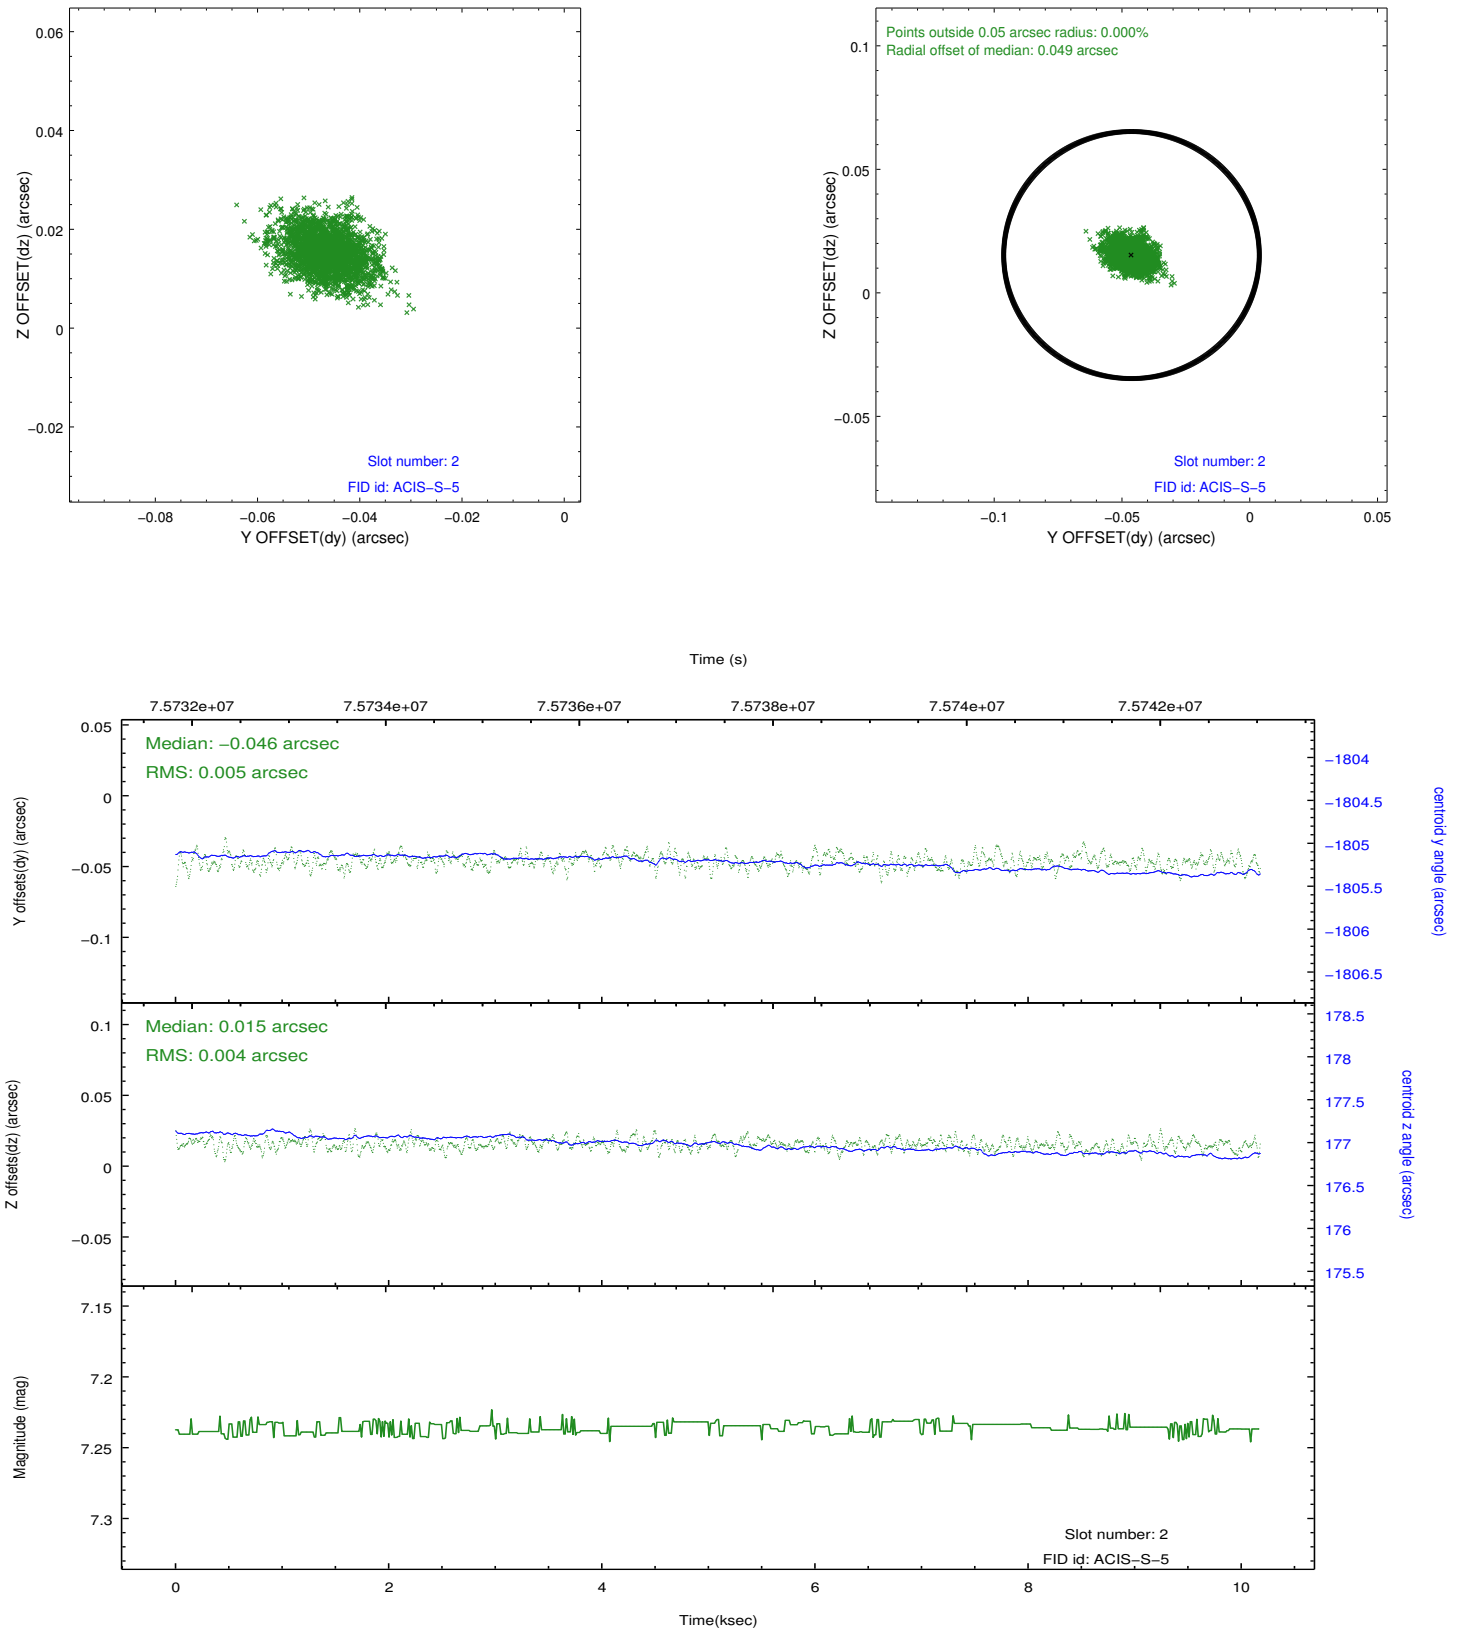 0.06
0.04
0.02
0
−0.02
Z OFFSET(dz) (arcsec)
Slot number: 2
FID id: ACIS−S−5
−0.08 −0.06 −0.04 −0.02 0
Y OFFSET(dy) (arcsec)
Points outside 0.05 arcsec radius: 0.000%
Radial offset of median: 0.049 arcsec
0.1
0.05
0
−0.05
Z OFFSET(dz) (arcsec)
Slot number: 2
FID id: ACIS−S−5
−0.1 −0.05 0 0.05
Y OFFSET(dy) (arcsec)
Time (s)
7.5732e+07 7.5734e+07 7.5736e+07 7.5738e+07 7.574e+07 7.5742e+07
Median: −0.046 arcsec
RMS: 0.005 arcsec
0.05
0
−0.05
−0.1
Y offsets(dy) (arcsec)
−1804
−1804.5
−1805
−1805.5
−1806
−1806.5
centroid y angle (arcsec)
Median: 0.015 arcsec
RMS: 0.004 arcsec
0.1
0.05
0
−0.05
Z offsets(dz) (arcsec)
178.5
178
177.5
177
176.5
176
175.5
centroid z angle (arcsec)
7.15
7.2
7.25
7.3
Magnitude (mag)
Slot number: 2
FID id: ACIS−S−5
0 2 4 6 8 10
Time(ksec)